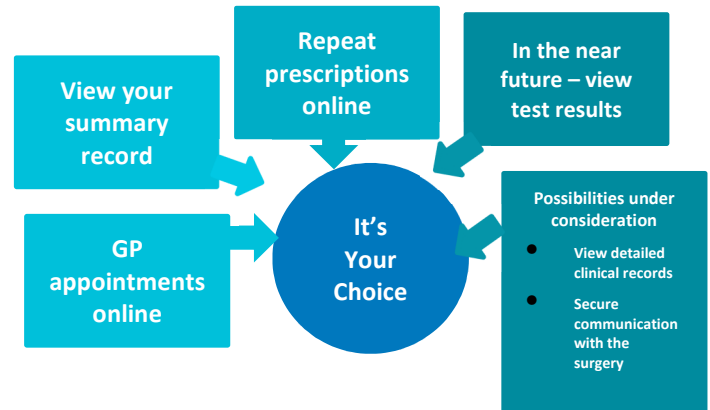 View your
summary
record
Repeat
prescriptions
online
In the near
future – view
test results
GP
appointments
online
It’s
Your
Choice
Possibilities under
consideration
● View detailed
clinical records
● Secure
communication
with the
surgery